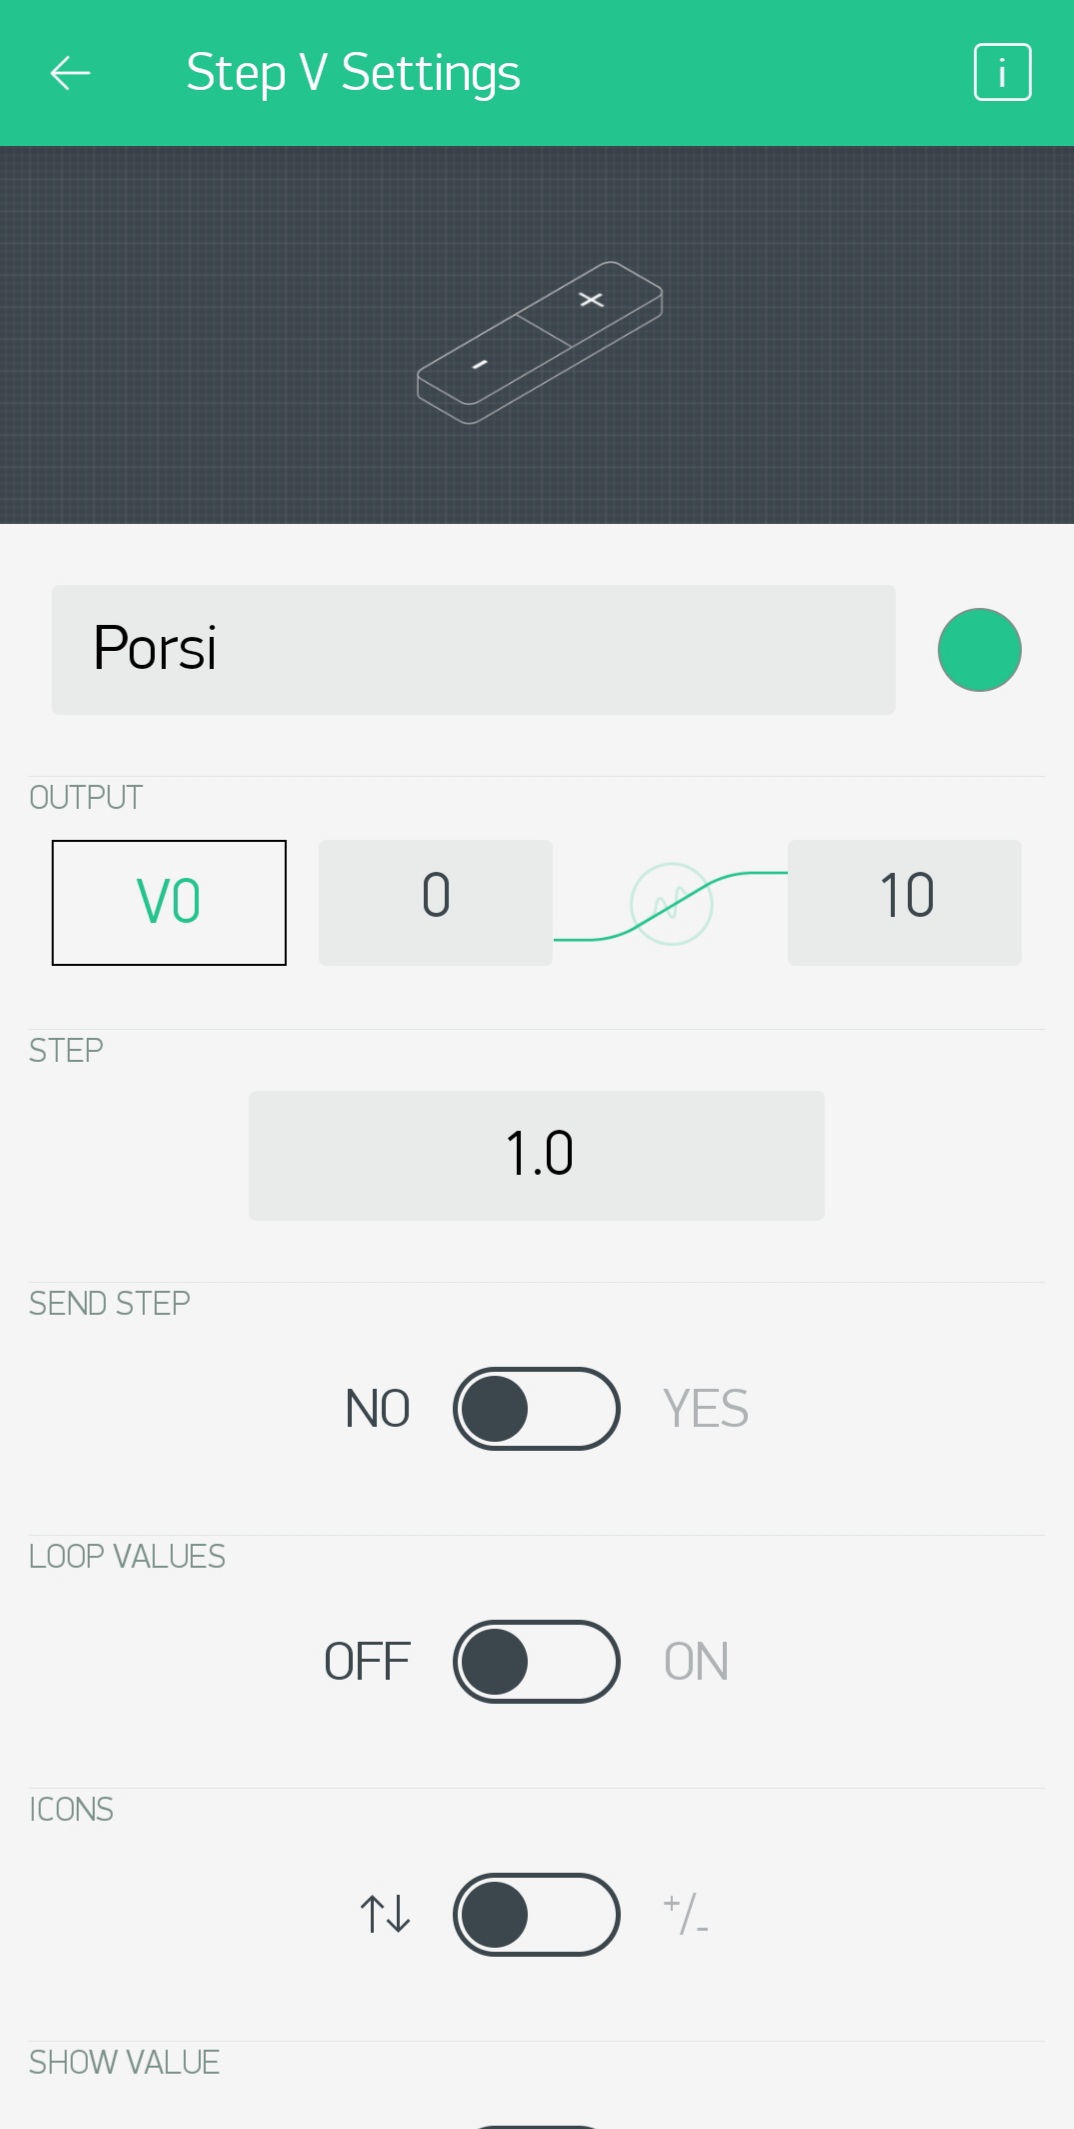 Step V Settings
i
Porsi
OUTPUT
V0 0 10
STEP
1.0
SEND STEP
NO YES
LOOP VALUES
OFF ON
ICONS
↑↓ +/-
SHOW VALUE